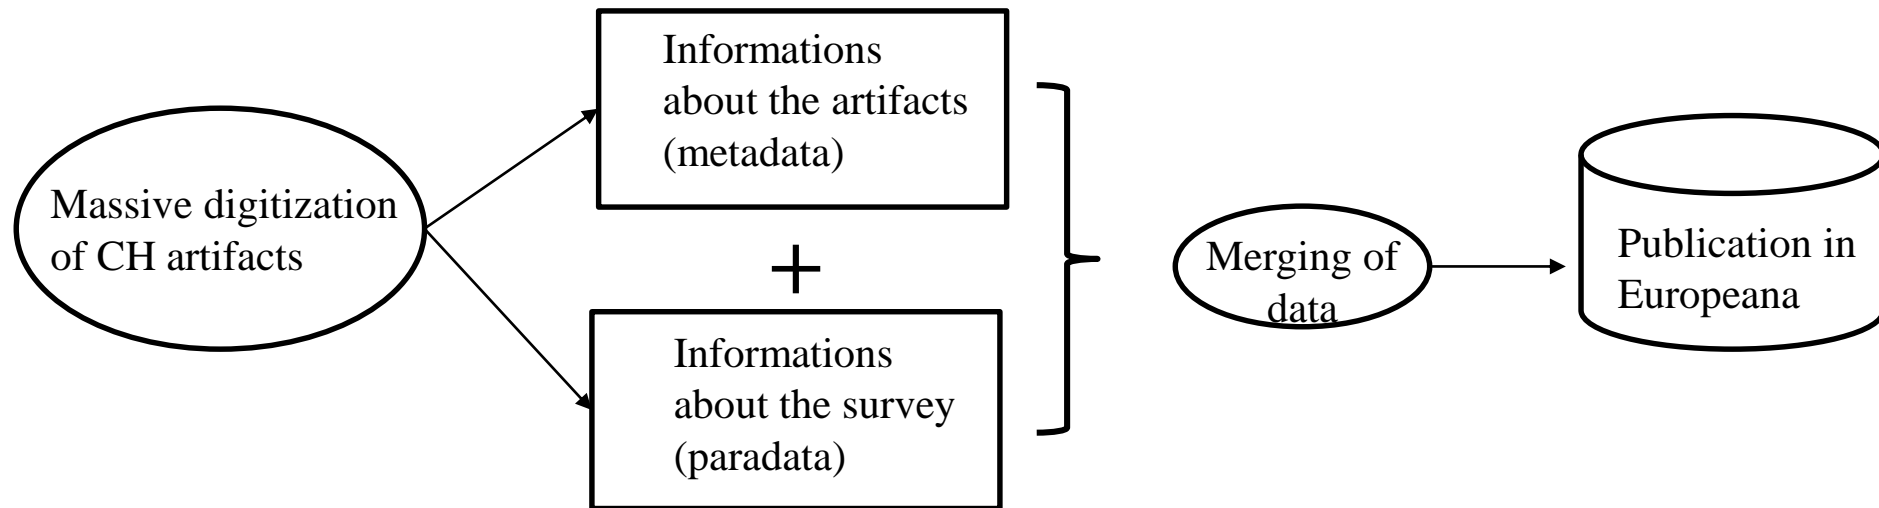 Massive digitization
of CH artifacts
Informations
about the artifacts
(metadata)
+
Informations
about the survey
(paradata)
Merging of
data
Publication in
Europeana